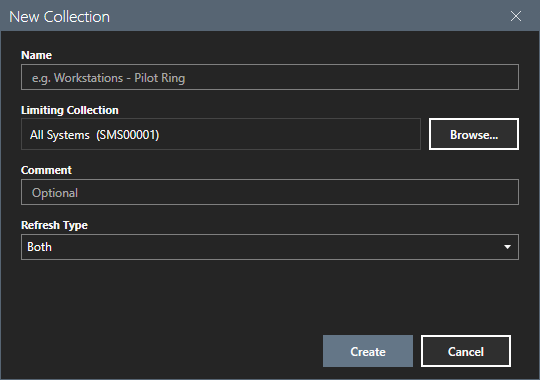 New Collection
Name
e.g. Workstations - Pilot Ring
Limiting Collection
All Systems  (SMS00001)
Browse...
Comment
Optional
Refresh Type
Both
Create
Cancel